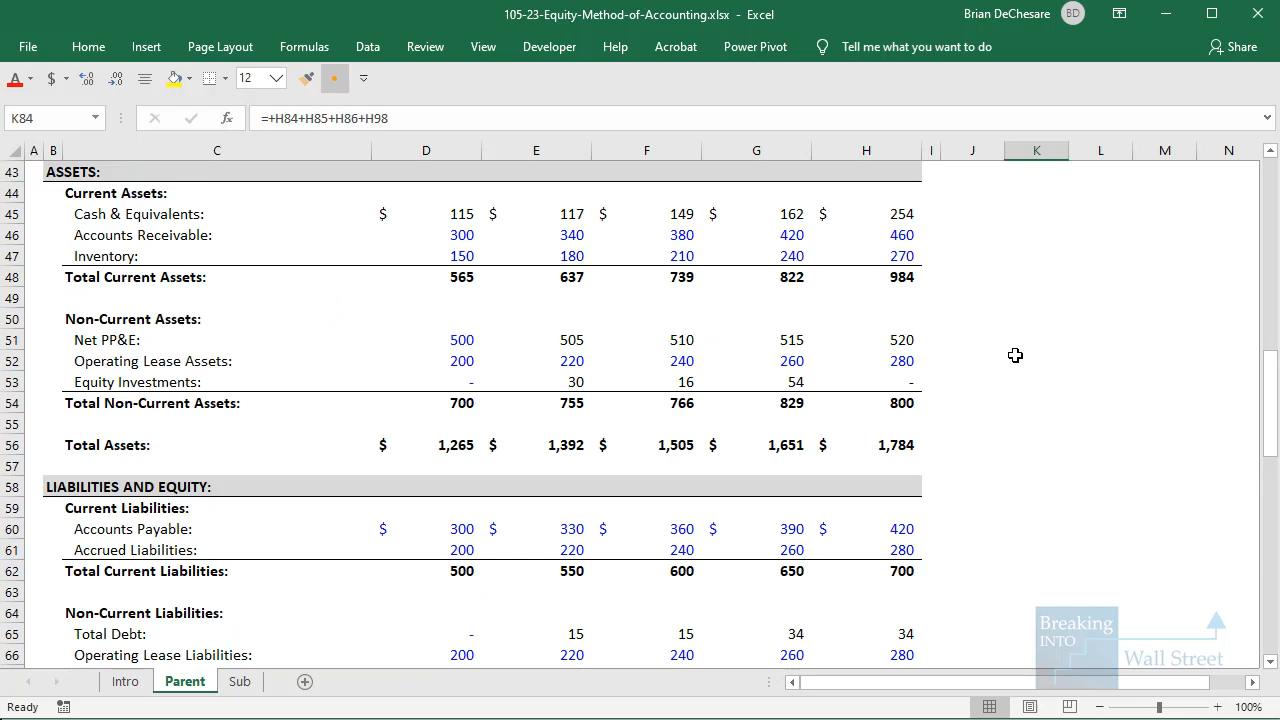 105-23-Equity-Method-of-Accounting.xlsx - Excel
Brian DeChesare BD
File Home Insert Page Layout Formulas Data Review View Developer Help Acrobat Power Pivot Tell me what you want to do Share
A $ .00 12
K84 fx =+H84+H85+H86+H98
A B C D E F G H I J K L M N
43 ASSETS:
44 Current Assets:
45 Cash & Equivalents: $ 115 $ 117 $ 149 $ 162 $ 254
46 Accounts Receivable: 300 340 380 420 460
47 Inventory: 150 180 210 240 270
48 Total Current Assets: 565 637 739 822 984
49
50 Non-Current Assets:
51 Net PP&E: 500 505 510 515 520
52 Operating Lease Assets: 200 220 240 260 280
53 Equity Investments: - 30 16 54 -
54 Total Non-Current Assets: 700 755 766 829 800
55
56 Total Assets: $ 1,265 $ 1,392 $ 1,505 $ 1,651 $ 1,784
57
58 LIABILITIES AND EQUITY:
59 Current Liabilities:
60 Accounts Payable: $ 300 $ 330 $ 360 $ 390 $ 420
61 Accrued Liabilities: 200 220 240 260 280
62 Total Current Liabilities: 500 550 600 650 700
63
64 Non-Current Liabilities:
65 Total Debt: - 15 15 34 34
66 Operating Lease Liabilities: 200 220 240 260 280
Breaking
INTO
Wall Street
Intro Parent Sub
Ready 100%